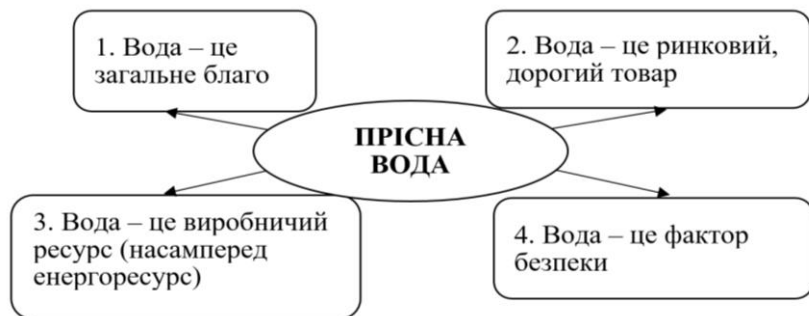 1. Вода – це
загальне благо
2. Вода – це ринковий,
дорогий товар
ПРІСНА
ВОДА
3. Вода – це виробничий
ресурс (насамперед
енергоресурс)
4. Вода – це фактор
безпеки